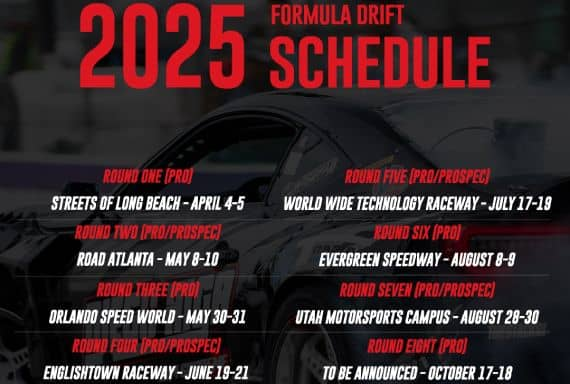 2025
FORMULA DRIFT
SCHEDULE
ROUND ONE (PRO)
STREETS OF LONG BEACH - APRIL 4-5
ROUND TWO (PRO/PROSPEC)
ROAD ATLANTA - MAY 8-10
ROUND THREE (PRO)
ORLANDO SPEED WORLD - MAY 30-31
ROUND FOUR (PRO/PROSPEC)
ENGLISHTOWN RACEWAY - JUNE 19-21
ROUND FIVE (PRO/PROSPEC)
WORLD WIDE TECHNOLOGY RACEWAY - JULY 17-19
ROUND SIX (PRO)
EVERGREEN SPEEDWAY - AUGUST 8-9
ROUND SEVEN (PRO/PROSPEC)
UTAH MOTORSPORTS CAMPUS - AUGUST 28-30
ROUND EIGHT (PRO)
TO BE ANNOUNCED - OCTOBER 17-18